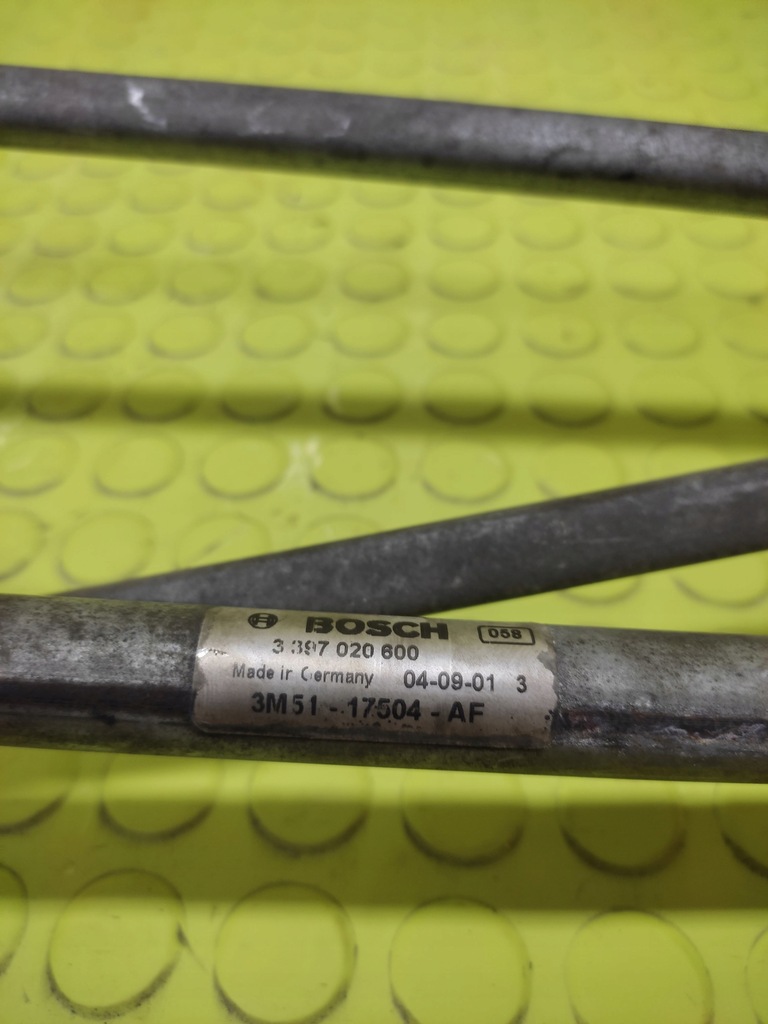 BOSCH 058
3 397 020 600
Made in Germany 04-09-01 3
3M51-17504-AF